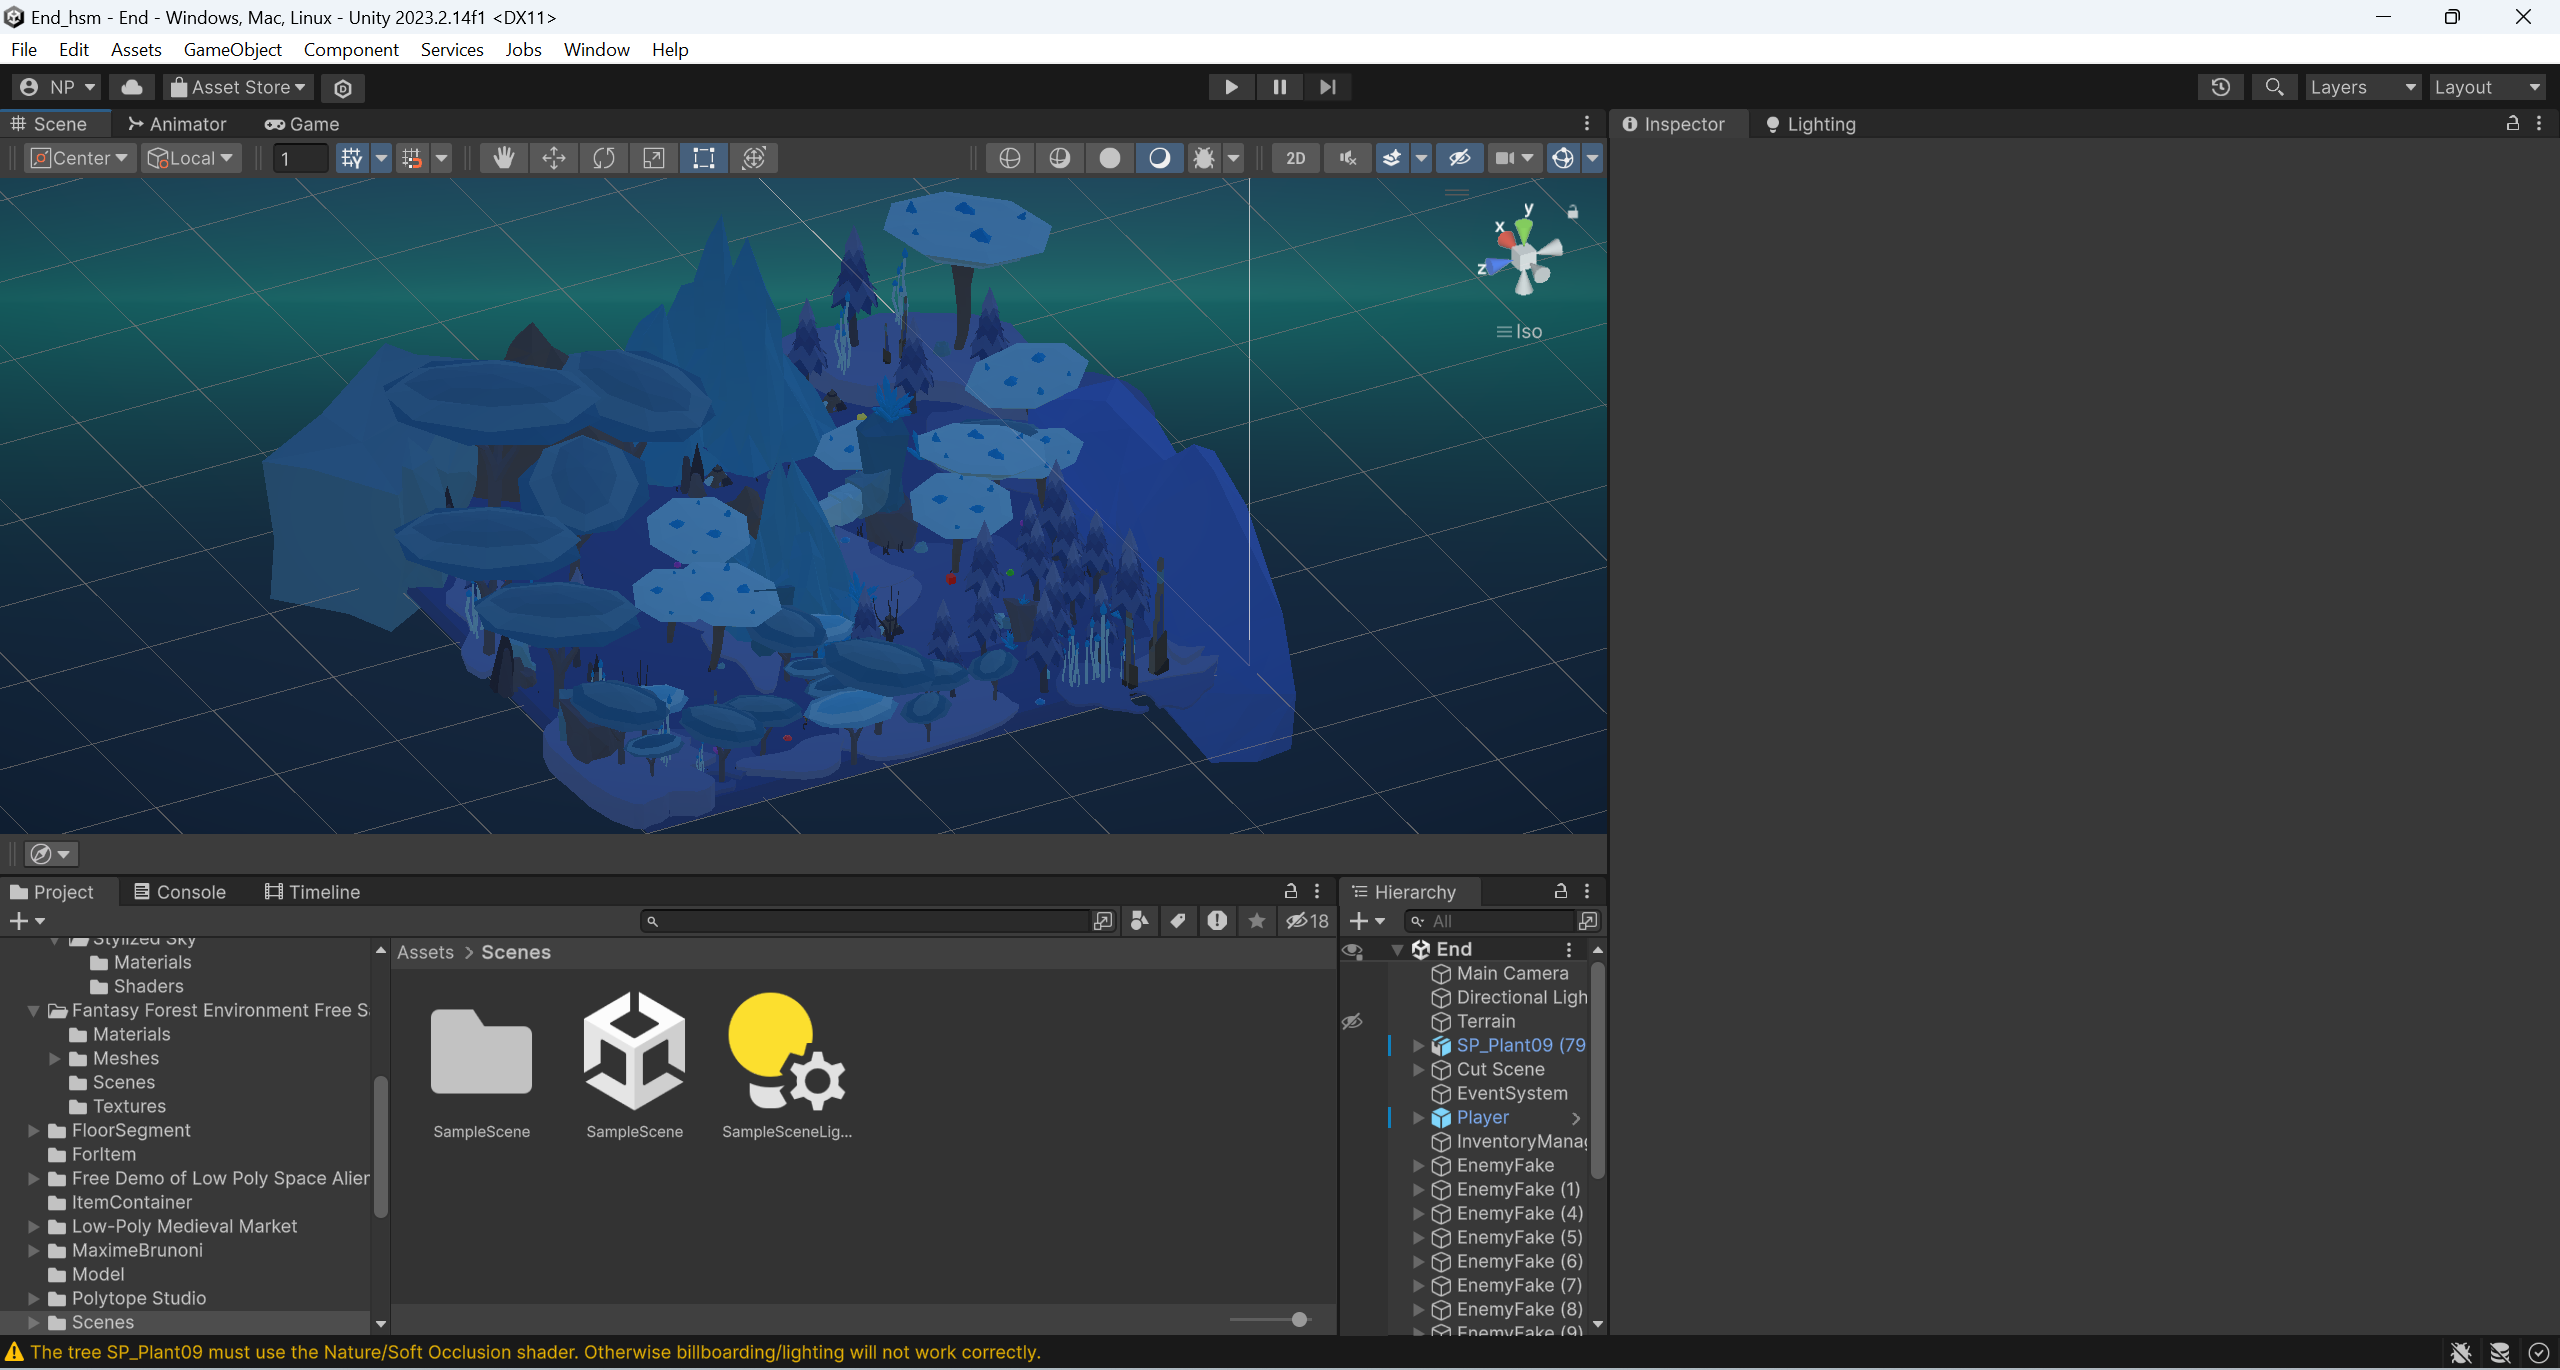 End_hsm - End - Windows, Mac, Linux - Unity 2023.2.14f1 <DX11>
File Edit Assets GameObject Component Services Jobs Window Help
NP Asset Store Layers Layout
Scene Animator Game Inspector Lighting
Center Local 1 2D
y
x
z
Iso
Project Console Timeline Hierarchy
18 All
Stylized Sky
Materials
Shaders
Fantasy Forest Environment Free S
Materials
Meshes
Scenes
Textures
FloorSegment
ForItem
Free Demo of Low Poly Space Alien
ItemContainer
Low-Poly Medieval Market
MaximeBrunoni
Model
Polytope Studio
Scenes
Assets > Scenes
SampleScene SampleScene SampleSceneLig...
End
Main Camera
Directional Ligh
Terrain
SP_Plant09 (79
Cut Scene
EventSystem
Player
InventoryManag
EnemyFake
EnemyFake (1)
EnemyFake (4)
EnemyFake (5)
EnemyFake (6)
EnemyFake (7)
EnemyFake (8)
EnemyFake (9)
The tree SP_Plant09 must use the Nature/Soft Occlusion shader. Otherwise billboarding/lighting will not work correctly.